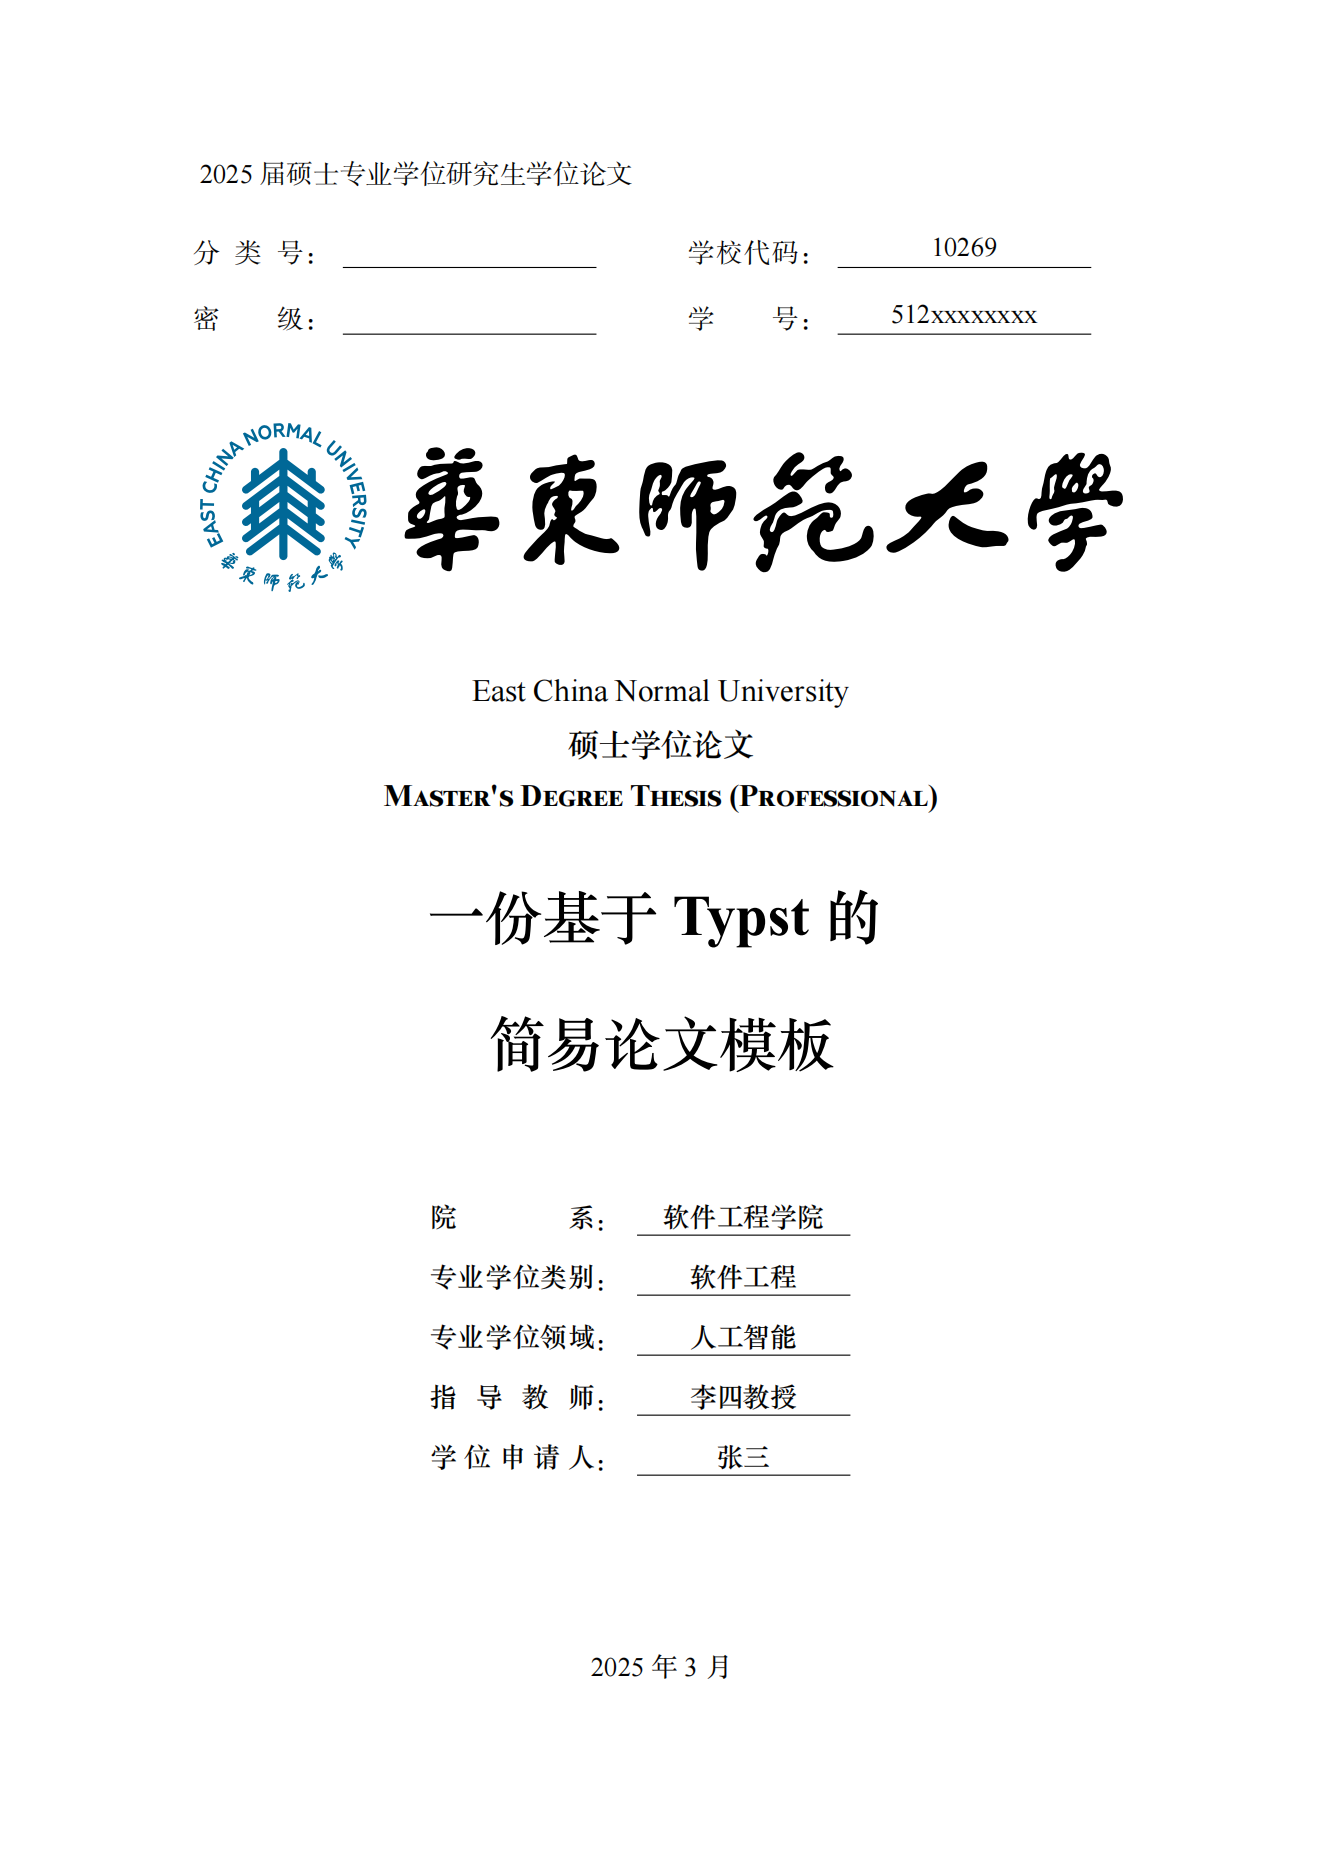 2025 届硕士专业学位研究生学位论文
分 类 号： 学校代码： 10269
密 级： 学 号： 512xxxxxxxx
EAST CHINA NORMAL UNIVERSITY
華東師範大學
華東師範大學
East China Normal University
硕士学位论文
MASTER'S DEGREE THESIS (PROFESSIONAL)
一份基于 Typst 的
简易论文模板
院 系： 软件工程学院
专业学位类别： 软件工程
专业学位领域： 人工智能
指 导 教 师： 李四教授
学 位 申 请 人： 张三
2025 年 3 月